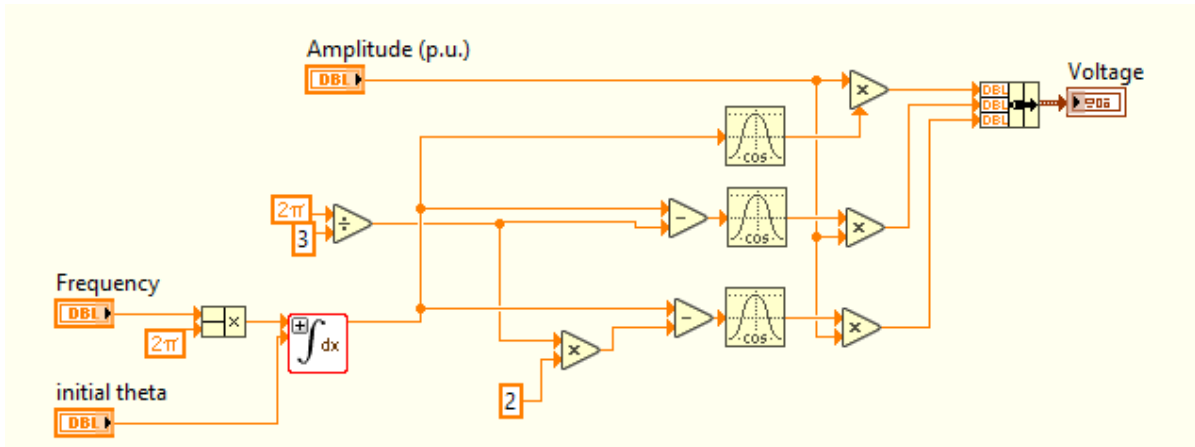 Amplitude (p.u.)
DBL
Voltage
×
DBL
DBL
DBL
cos
2π
3
÷
−
cos
×
Frequency
DBL
×
2π
∫dx
−
cos
×
×
2
initial theta
DBL